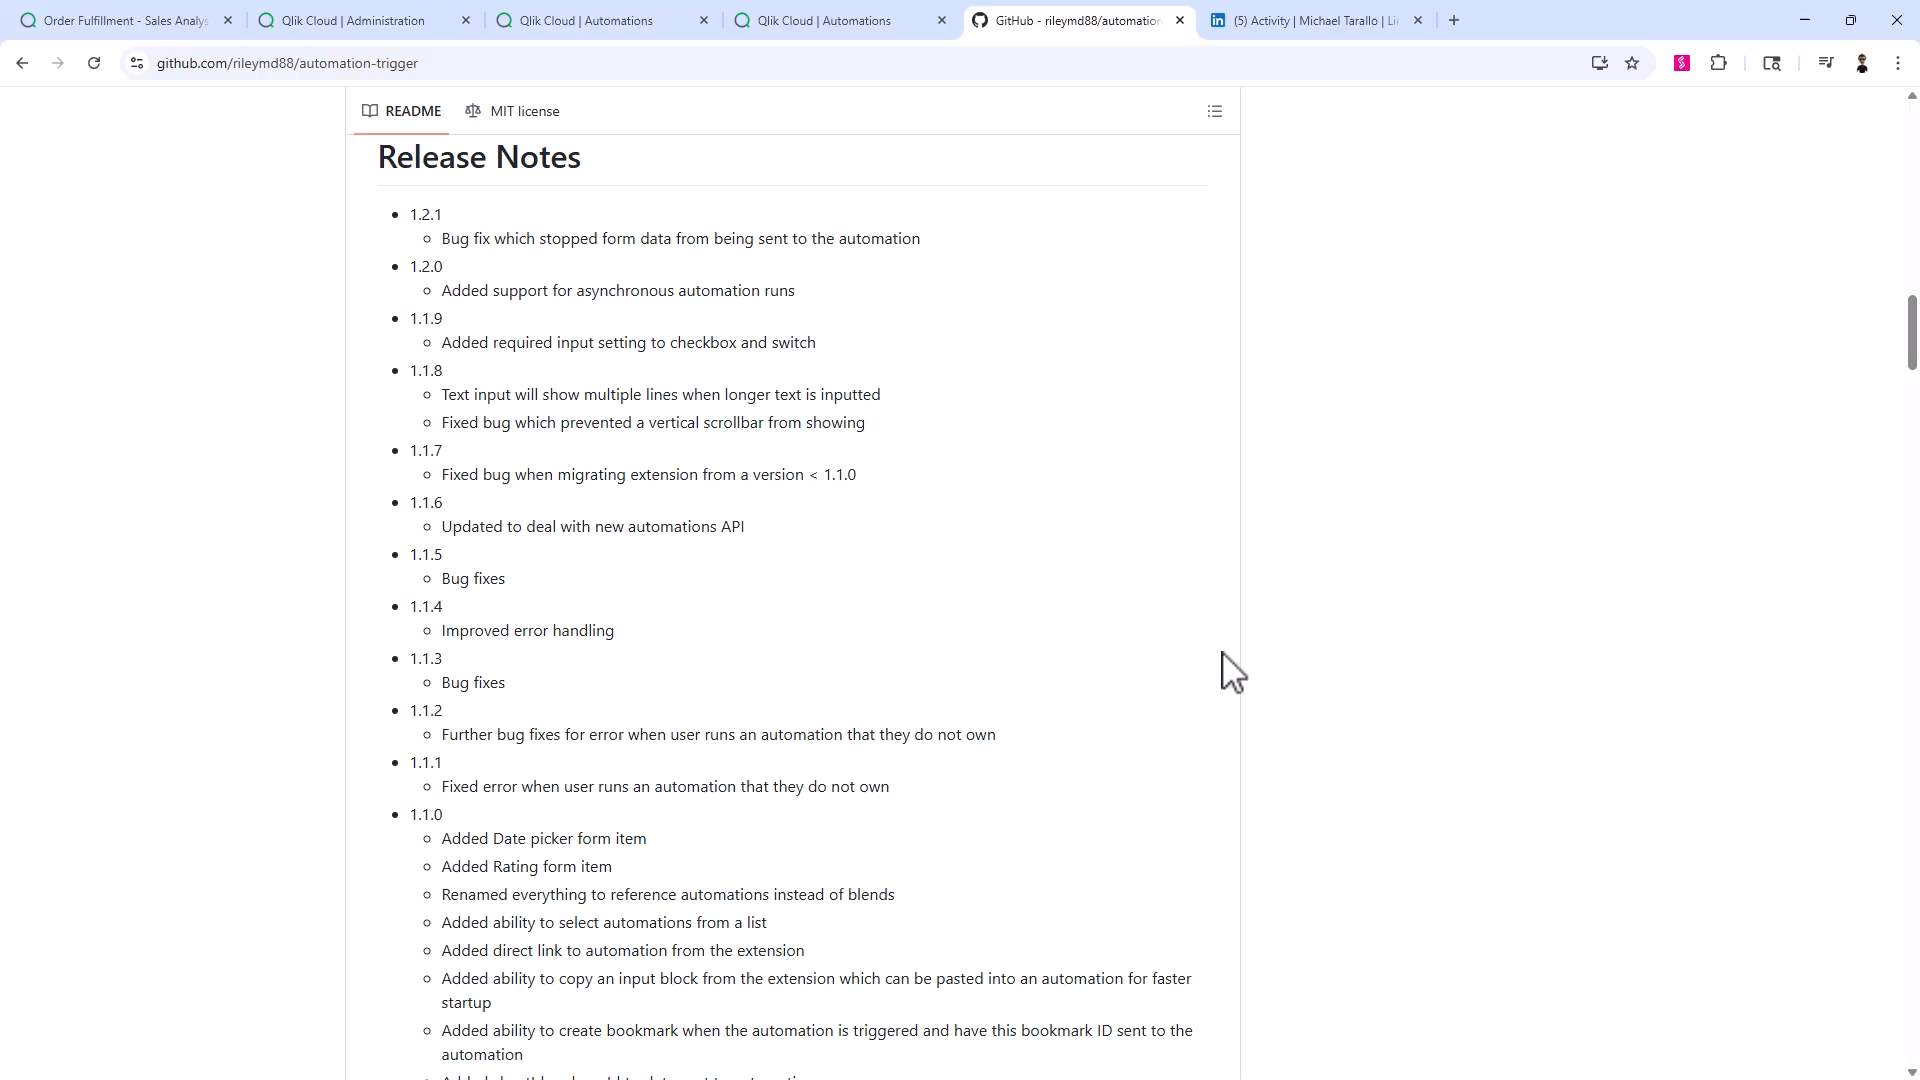 Order Fulfillment - Sales Analys
Qlik Cloud | Administration
Qlik Cloud | Automations
Qlik Cloud | Automations
GitHub - rileymd88/automation
(5) Activity | Michael Tarallo | Li
github.com/rileymd88/automation-trigger
README
MIT license
Release Notes
1.2.1
Bug fix which stopped form data from being sent to the automation
1.2.0
Added support for asynchronous automation runs
1.1.9
Added required input setting to checkbox and switch
1.1.8
Text input will show multiple lines when longer text is inputted
Fixed bug which prevented a vertical scrollbar from showing
1.1.7
Fixed bug when migrating extension from a version < 1.1.0
1.1.6
Updated to deal with new automations API
1.1.5
Bug fixes
1.1.4
Improved error handling
1.1.3
Bug fixes
1.1.2
Further bug fixes for error when user runs an automation that they do not own
1.1.1
Fixed error when user runs an automation that they do not own
1.1.0
Added Date picker form item
Added Rating form item
Renamed everything to reference automations instead of blends
Added ability to select automations from a list
Added direct link to automation from the extension
Added ability to copy an input block from the extension which can be pasted into an automation for faster
startup
Added ability to create bookmark when the automation is triggered and have this bookmark ID sent to the
automation